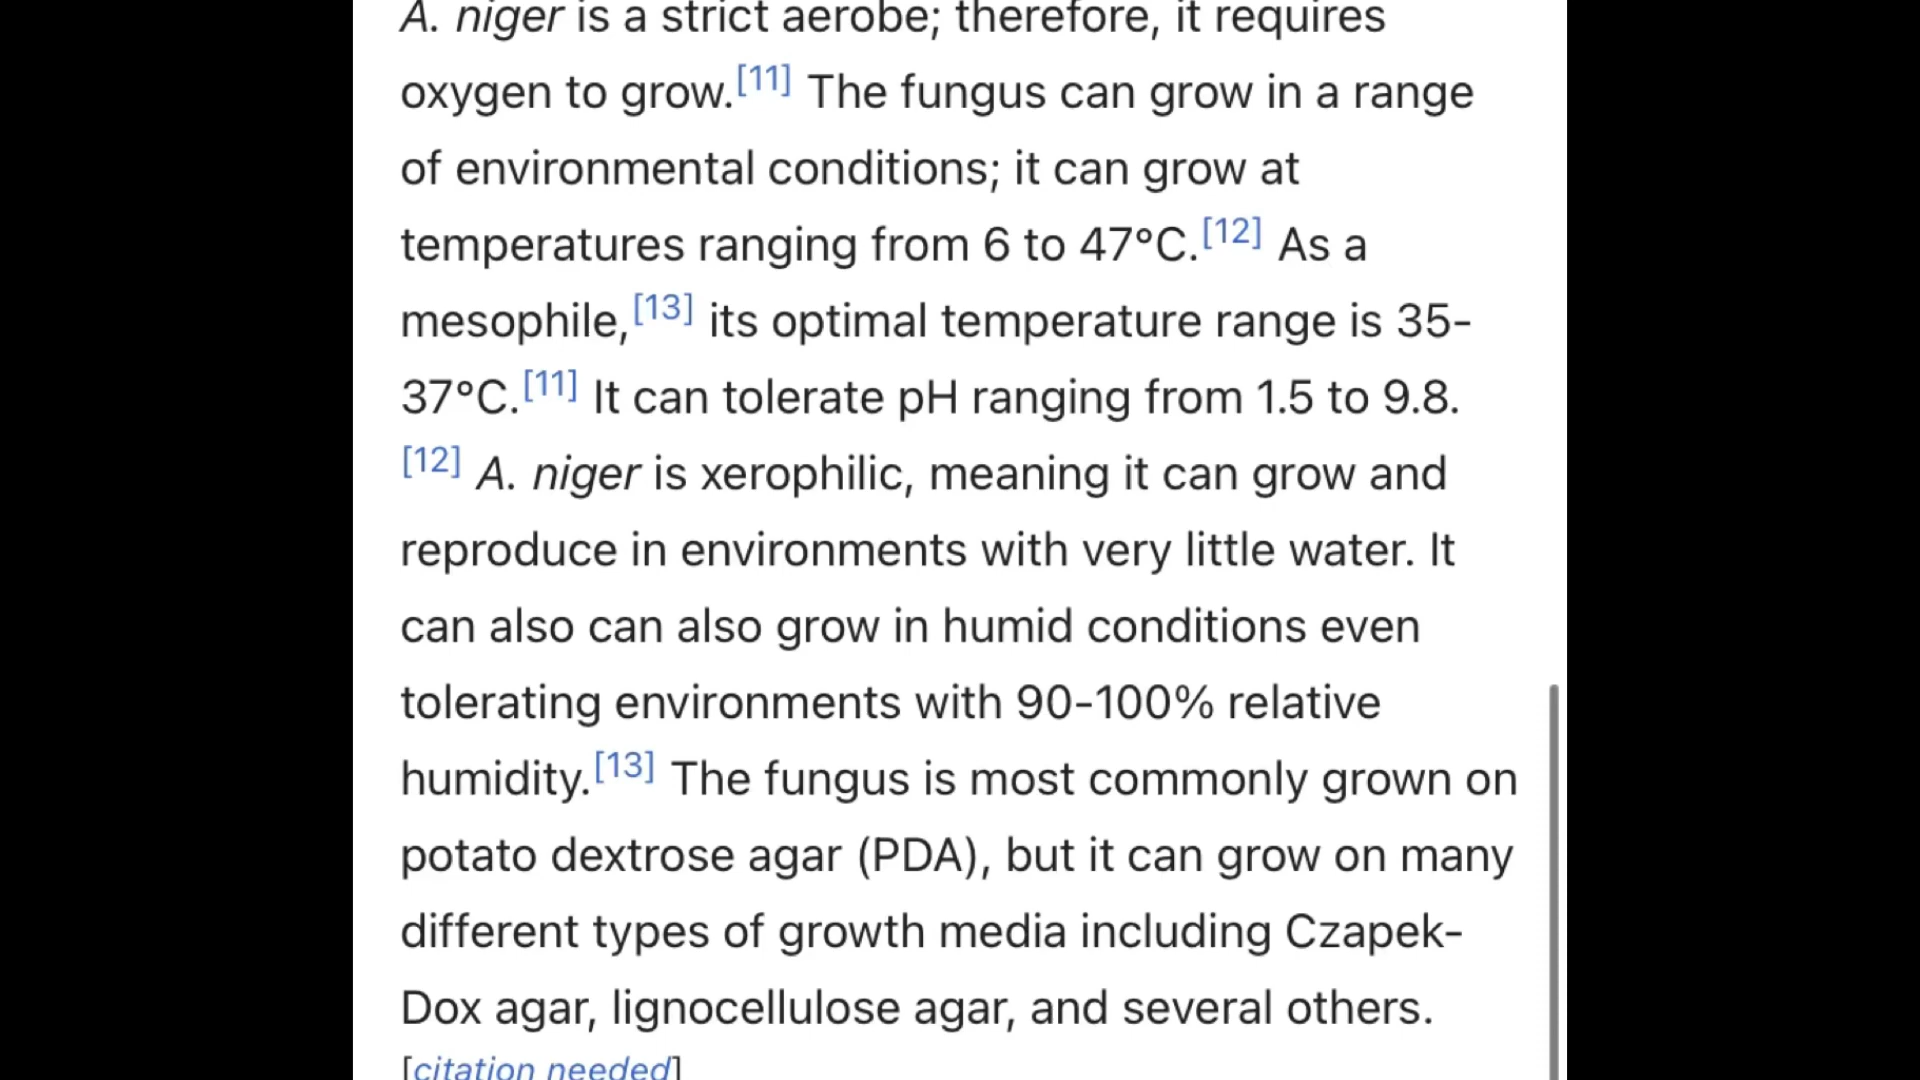 A. niger is a strict aerobe; therefore, it requires
oxygen to grow.[11] The fungus can grow in a range
of environmental conditions; it can grow at
temperatures ranging from 6 to 47°C.[12] As a
mesophile,[13] its optimal temperature range is 35-
37°C.[11] It can tolerate pH ranging from 1.5 to 9.8.
[12] A. niger is xerophilic, meaning it can grow and
reproduce in environments with very little water. It
can also can also grow in humid conditions even
tolerating environments with 90-100% relative
humidity.[13] The fungus is most commonly grown on
potato dextrose agar (PDA), but it can grow on many
different types of growth media including Czapek-
Dox agar, lignocellulose agar, and several others.
[citation needed]